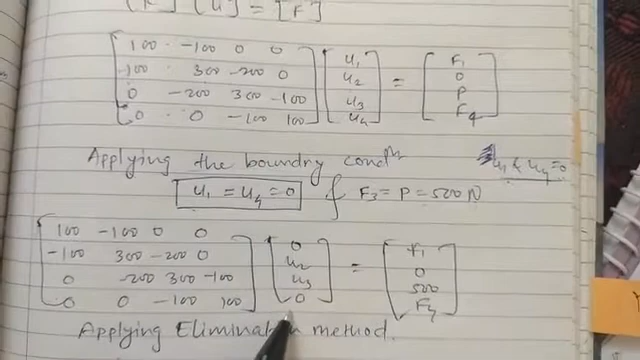 [K] {u} = [F]
[100 -100 0 0] [u₁] [F₁]
[-100 300 -200 0] [u₂] = [0]
[0 -200 300 -100] [u₃] [P]
[0 0 -100 100] [u₄] [F₄]
Applying the boundry condⁿ u₁ & u₄=0
u₁ = u₄ = 0 & F₃ = P = 500 N
[100 -100 0 0] [0] [F₁]
[-100 300 -200 0] [u₂] = [0]
[0 -200 300 -100] [u₃] [500]
[0 0 -100 100] [0] [F₄]
Applying Elimination method.